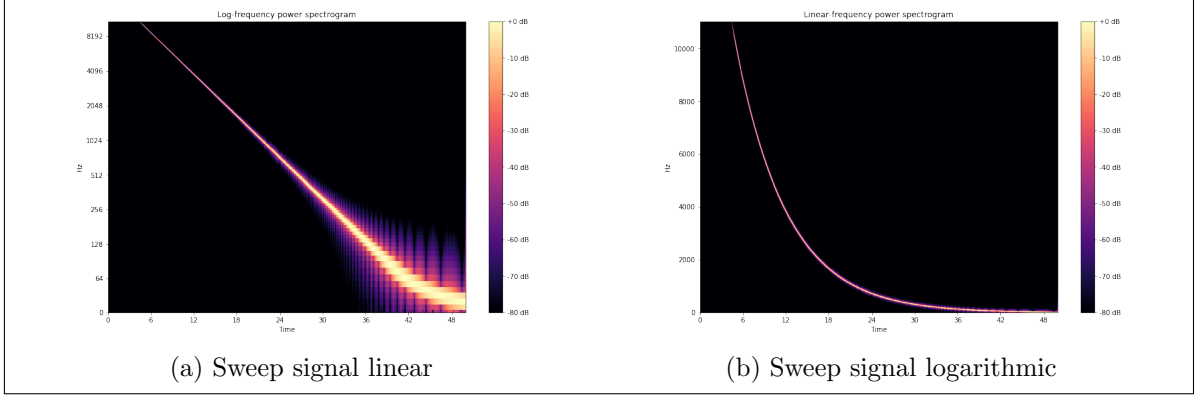 Log-frequency power spectrogram
8192
4096
2048
1024
512
256
128
64
0
Hz
0 6 12 18 24 30 36 42 48
Time
+0 dB
-10 dB
-20 dB
-30 dB
-40 dB
-50 dB
-60 dB
-70 dB
-80 dB
(a) Sweep signal linear
Linear-frequency power spectrogram
10000
8000
6000
4000
2000
0
Hz
0 6 12 18 24 30 36 42 48
Time
+0 dB
-10 dB
-20 dB
-30 dB
-40 dB
-50 dB
-60 dB
-70 dB
-80 dB
(b) Sweep signal logarithmic